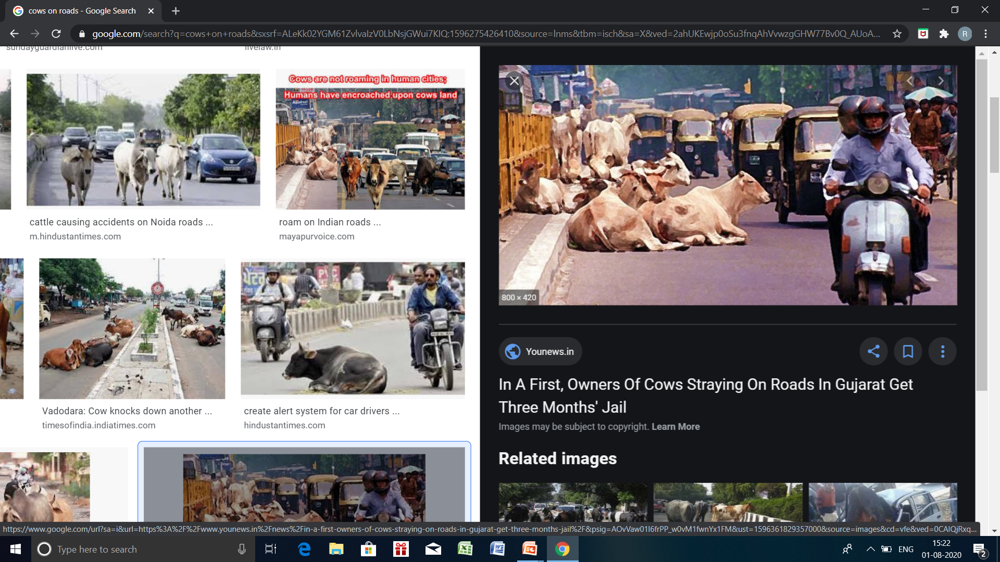 cows on roads - Google Search
google.com/search?q=cows+on+roads&sxsrf=ALeKk02YGM61ZvlvaIzV0LbNsjGWui7KIQ:1596275426410&source=lnms&tbm=isch&sa=X&ved=2ahUKEwjp0oSu3fnqAhVvwzgGHW77Bv0Q_AUoA...
R
sundayguardianlive.com
livelaw.in
Cows are not roaming in human cities;
Humans have encroached upon cows land
cattle causing accidents on Noida roads ...
m.hindustantimes.com
roam on Indian roads ...
mayapurvoice.com
Vadodara: Cow knocks down another ...
timesofindia.indiatimes.com
create alert system for car drivers ...
hindustantimes.com
800 × 420
Younews.in
In A First, Owners Of Cows Straying On Roads In Gujarat Get
Three Months' Jail
Images may be subject to copyright. Learn More
Related images
https://www.google.com/url?sa=i&url=https%3A%2F%2Fwww.younews.in%2Fnews%2Fin-a-first-owners-of-cows-straying-on-roads-in-gujarat-get-three-months-jail%2F&psig=AOvVaw01l6frPP_w0vM1fwnYx1FM&ust=1596361829357000&source=images&cd=vfe&ved=0CAIQjRxq...
Type here to search
ENG
15:22
01-08-2020
2